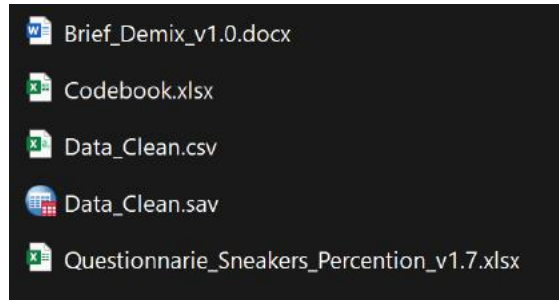 Brief_Demix_v1.0.docx
Codebook.xlsx
Data_Clean.csv
Data_Clean.sav
Questionnarie_Sneakers_Percention_v1.7.xlsx